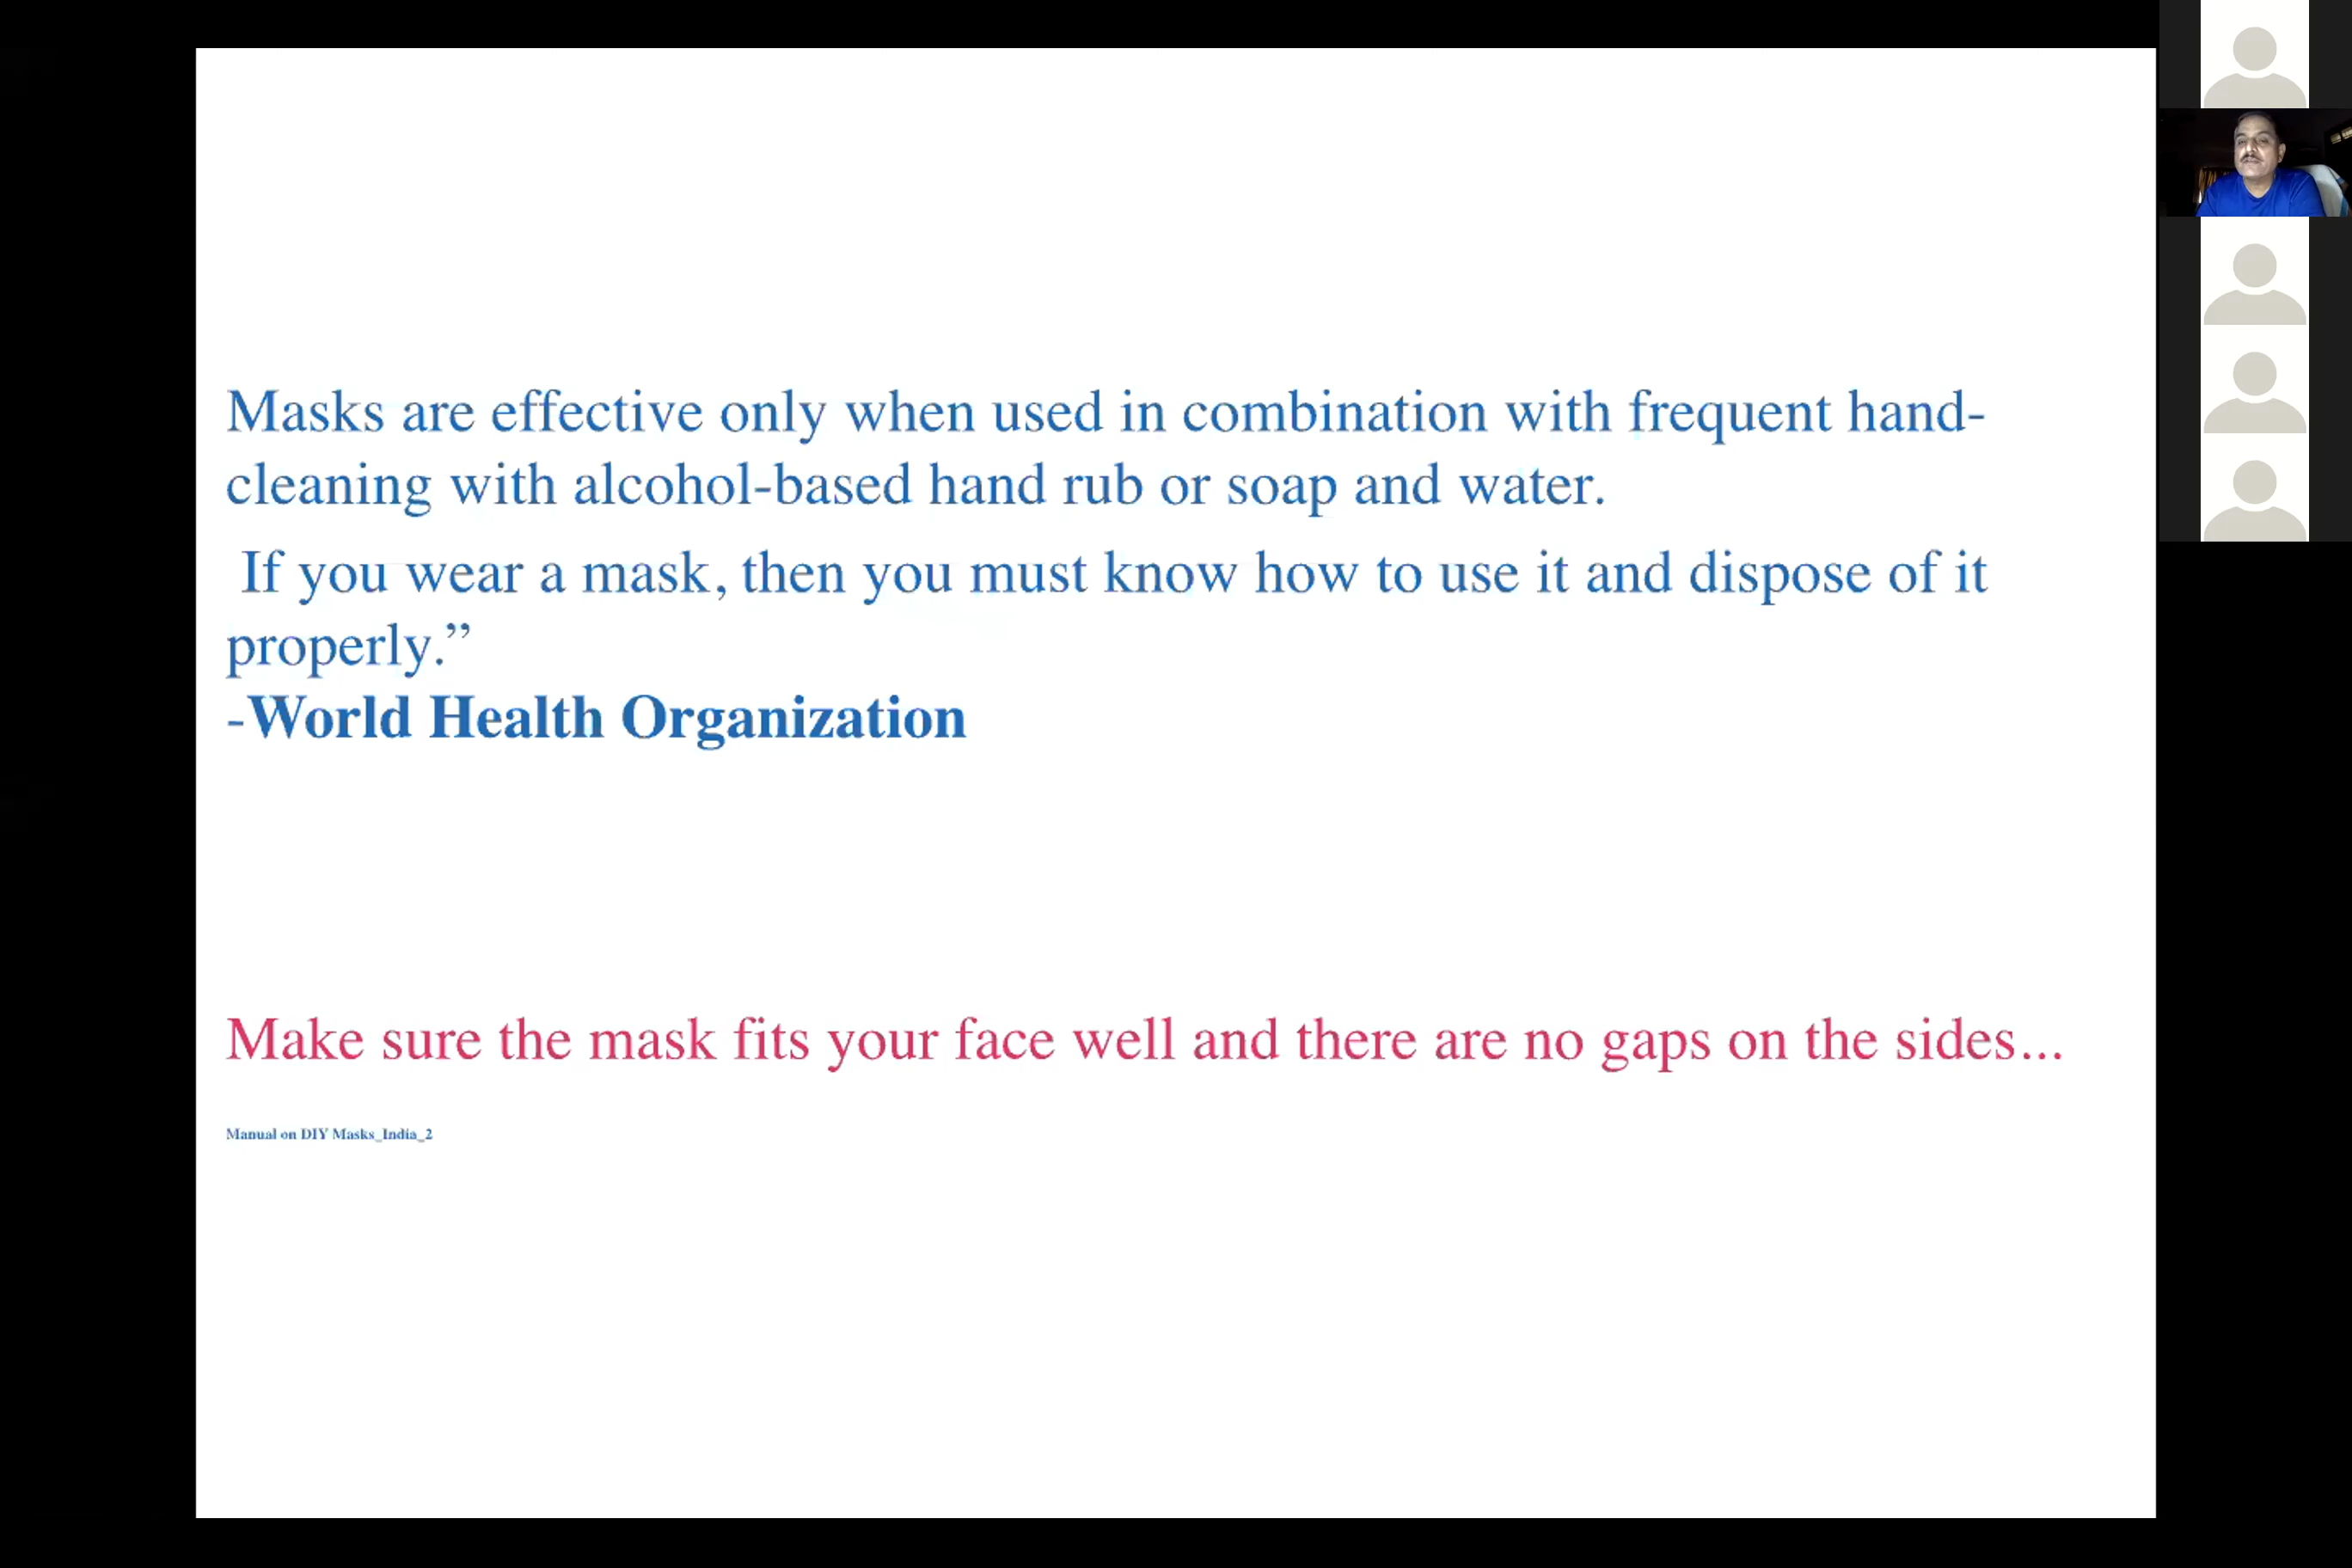 Masks are effective only when used in combination with frequent hand-
cleaning with alcohol-based hand rub or soap and water.
If you wear a mask, then you must know how to use it and dispose of it
properly.”
-World Health Organization
Make sure the mask fits your face well and there are no gaps on the sides...
Manual on DIY Masks_India_2